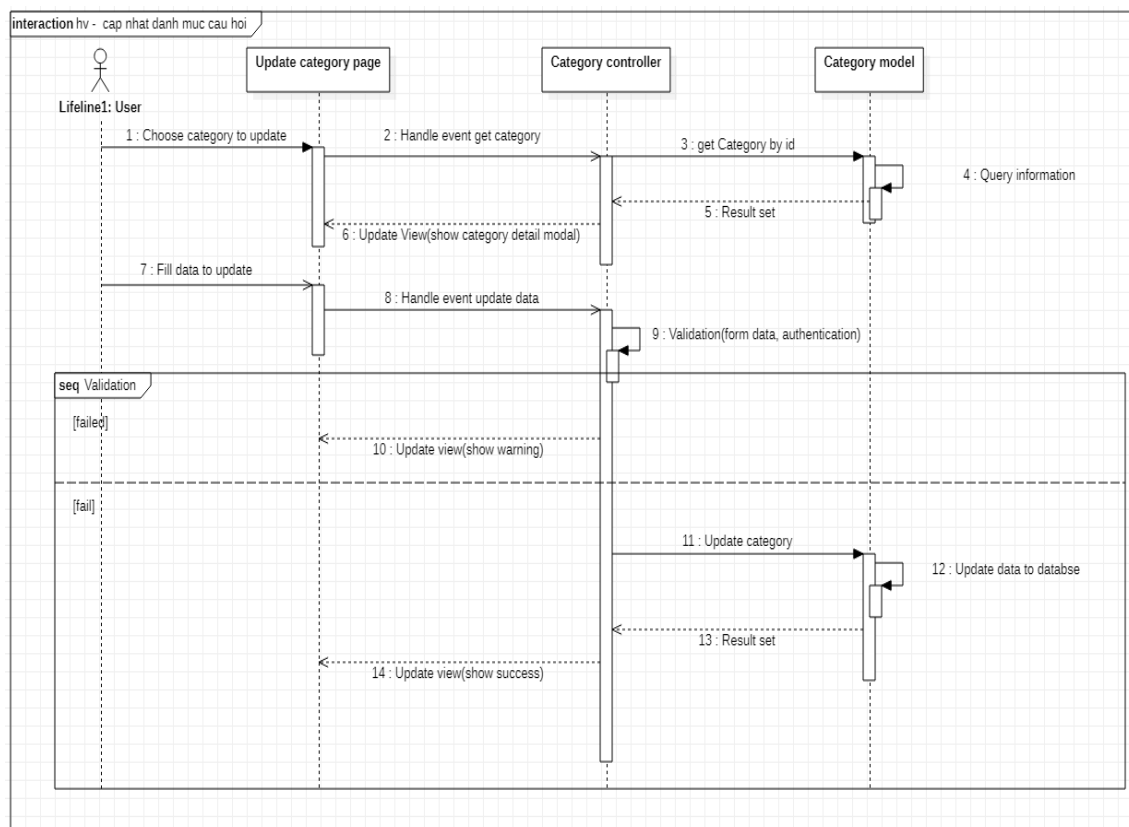 interaction hv - cap nhat danh muc cau hoi
Update category page
Category controller
Category model
Lifeline1: User
1 : Choose category to update
2 : Handle event get category
3 : get Category by id
4 : Query information
5 : Result set
6 : Update View(show category detail modal)
7 : Fill data to update
8 : Handle event update data
9 : Validation(form data, authentication)
seq Validation
[failed]
10 : Update view(show warning)
[fail]
11 : Update category
12 : Update data to databse
13 : Result set
14 : Update view(show success)